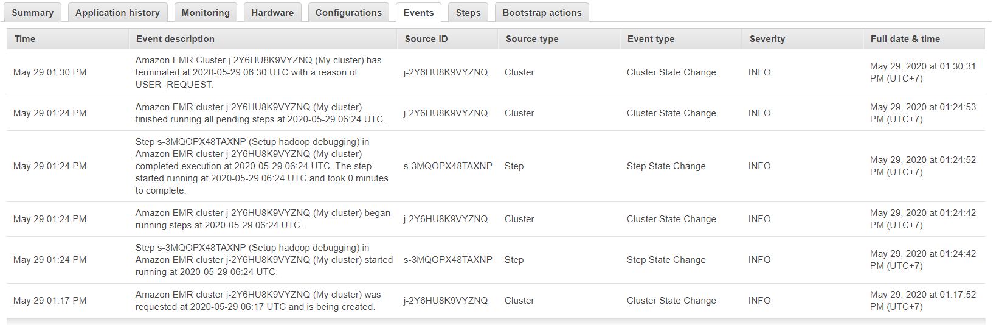 Summary Application history Monitoring Hardware Configurations Events Steps Bootstrap actions
Time Event description Source ID Source type Event type Severity Full date & time
May 29 01:30 PM
Amazon EMR Cluster j-2Y6HU8K9VYZNQ (My cluster) has
terminated at 2020-05-29 06:30 UTC with a reason of
USER_REQUEST.
j-2Y6HU8K9VYZNQ
Cluster
Cluster State Change
INFO
May 29, 2020 at 01:30:31
PM (UTC+7)
May 29 01:24 PM
Amazon EMR cluster j-2Y6HU8K9VYZNQ (My cluster)
finished running all pending steps at 2020-05-29 06:24 UTC.
j-2Y6HU8K9VYZNQ
Cluster
Cluster State Change
INFO
May 29, 2020 at 01:24:53
PM (UTC+7)
May 29 01:24 PM
Step s-3MQOPX48TAXNP (Setup hadoop debugging) in
Amazon EMR cluster j-2Y6HU8K9VYZNQ (My cluster)
completed execution at 2020-05-29 06:24 UTC. The step
started running at 2020-05-29 06:24 UTC and took 0 minutes
to complete.
s-3MQOPX48TAXNP
Step
Step State Change
INFO
May 29, 2020 at 01:24:52
PM (UTC+7)
May 29 01:24 PM
Amazon EMR cluster j-2Y6HU8K9VYZNQ (My cluster) began
running steps at 2020-05-29 06:24 UTC.
j-2Y6HU8K9VYZNQ
Cluster
Cluster State Change
INFO
May 29, 2020 at 01:24:42
PM (UTC+7)
May 29 01:24 PM
Step s-3MQOPX48TAXNP (Setup hadoop debugging) in
Amazon EMR cluster j-2Y6HU8K9VYZNQ (My cluster) started
running at 2020-05-29 06:24 UTC.
s-3MQOPX48TAXNP
Step
Step State Change
INFO
May 29, 2020 at 01:24:42
PM (UTC+7)
May 29 01:17 PM
Amazon EMR cluster j-2Y6HU8K9VYZNQ (My cluster) was
requested at 2020-05-29 06:17 UTC and is being created.
j-2Y6HU8K9VYZNQ
Cluster
Cluster State Change
INFO
May 29, 2020 at 01:17:52
PM (UTC+7)